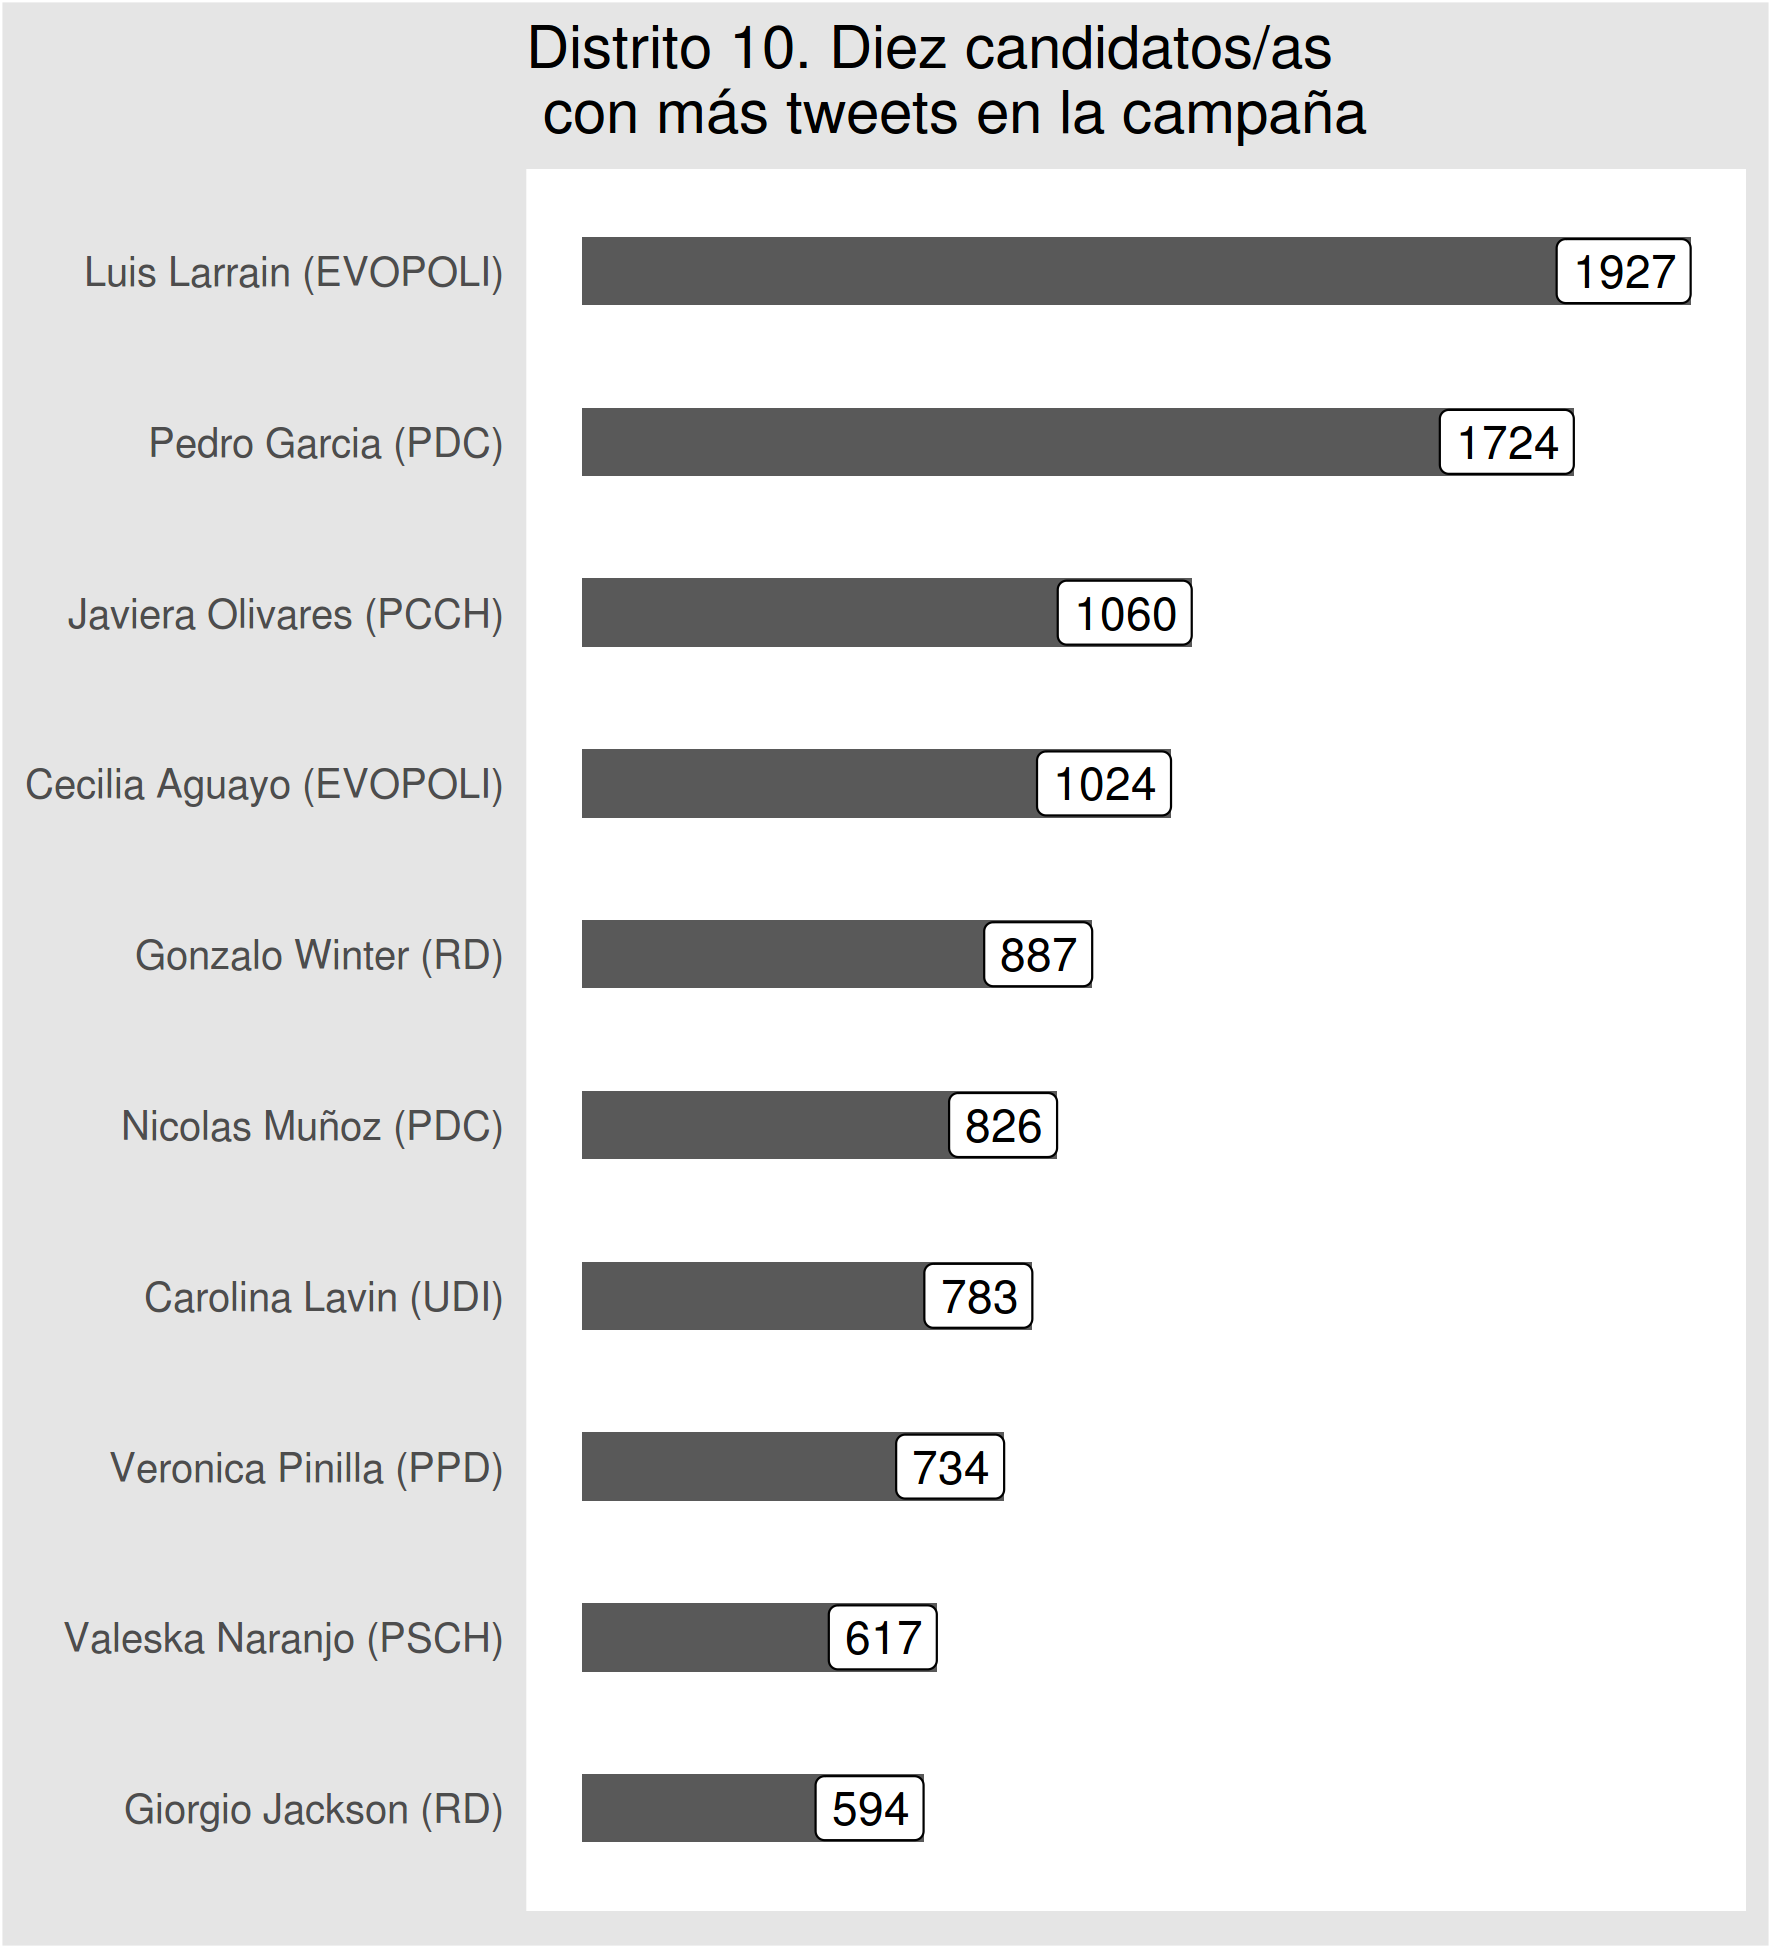 Distrito 10. Diez candidatos/as
con más tweets en la campaña
Luis Larrain (EVOPOLI) 1927
Pedro Garcia (PDC) 1724
Javiera Olivares (PCCH) 1060
Cecilia Aguayo (EVOPOLI) 1024
Gonzalo Winter (RD) 887
Nicolas Muñoz (PDC) 826
Carolina Lavin (UDI) 783
Veronica Pinilla (PPD) 734
Valeska Naranjo (PSCH) 617
Giorgio Jackson (RD) 594